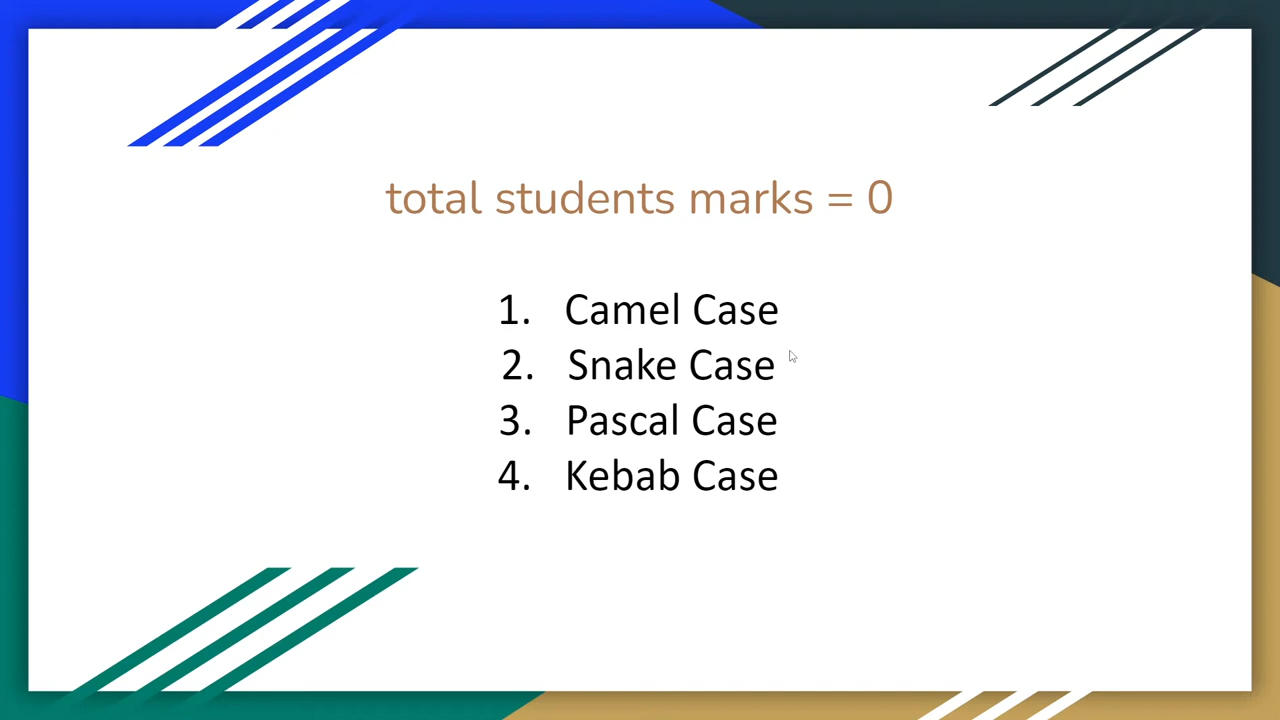 total students marks = 0
1. Camel Case
2. Snake Case
3. Pascal Case
4. Kebab Case